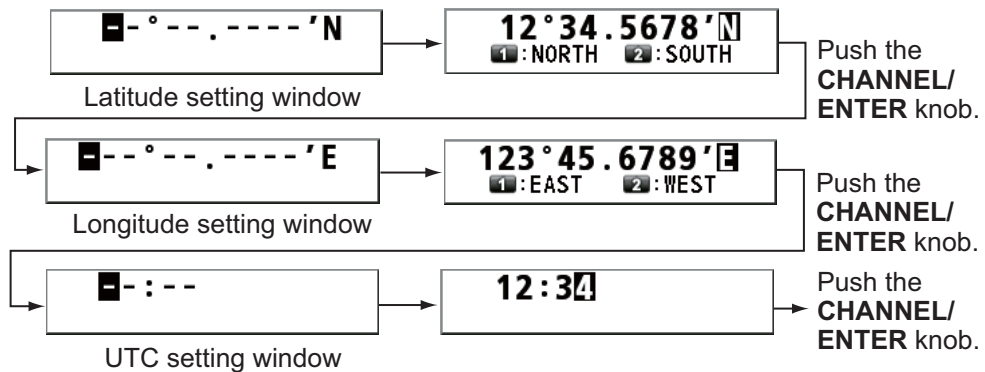 --°--.----'N
12°34.5678'N
1:NORTH 2:SOUTH
Latitude setting window
Push the
CHANNEL/
ENTER knob.
---°--.----'E
123°45.6789'E
1:EAST 2:WEST
Longitude setting window
Push the
CHANNEL/
ENTER knob.
--:--
12:34
UTC setting window
Push the
CHANNEL/
ENTER knob.